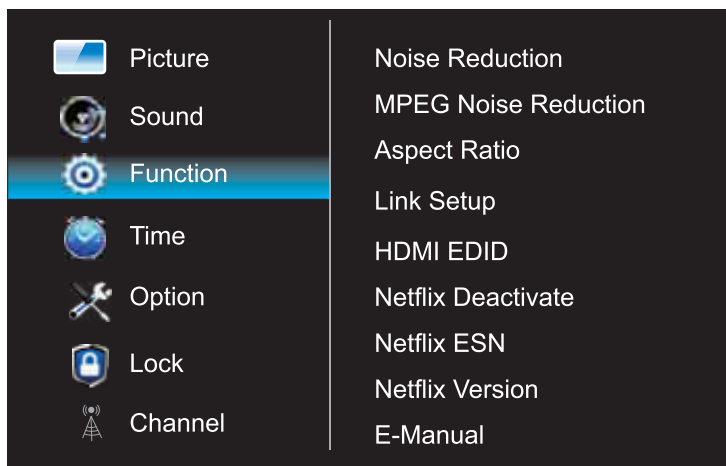 Picture
Sound
Function
Time
Option
Lock
Channel
Noise Reduction
MPEG Noise Reduction
Aspect Ratio
Link Setup
HDMI EDID
Netflix Deactivate
Netflix ESN
Netflix Version
E-Manual